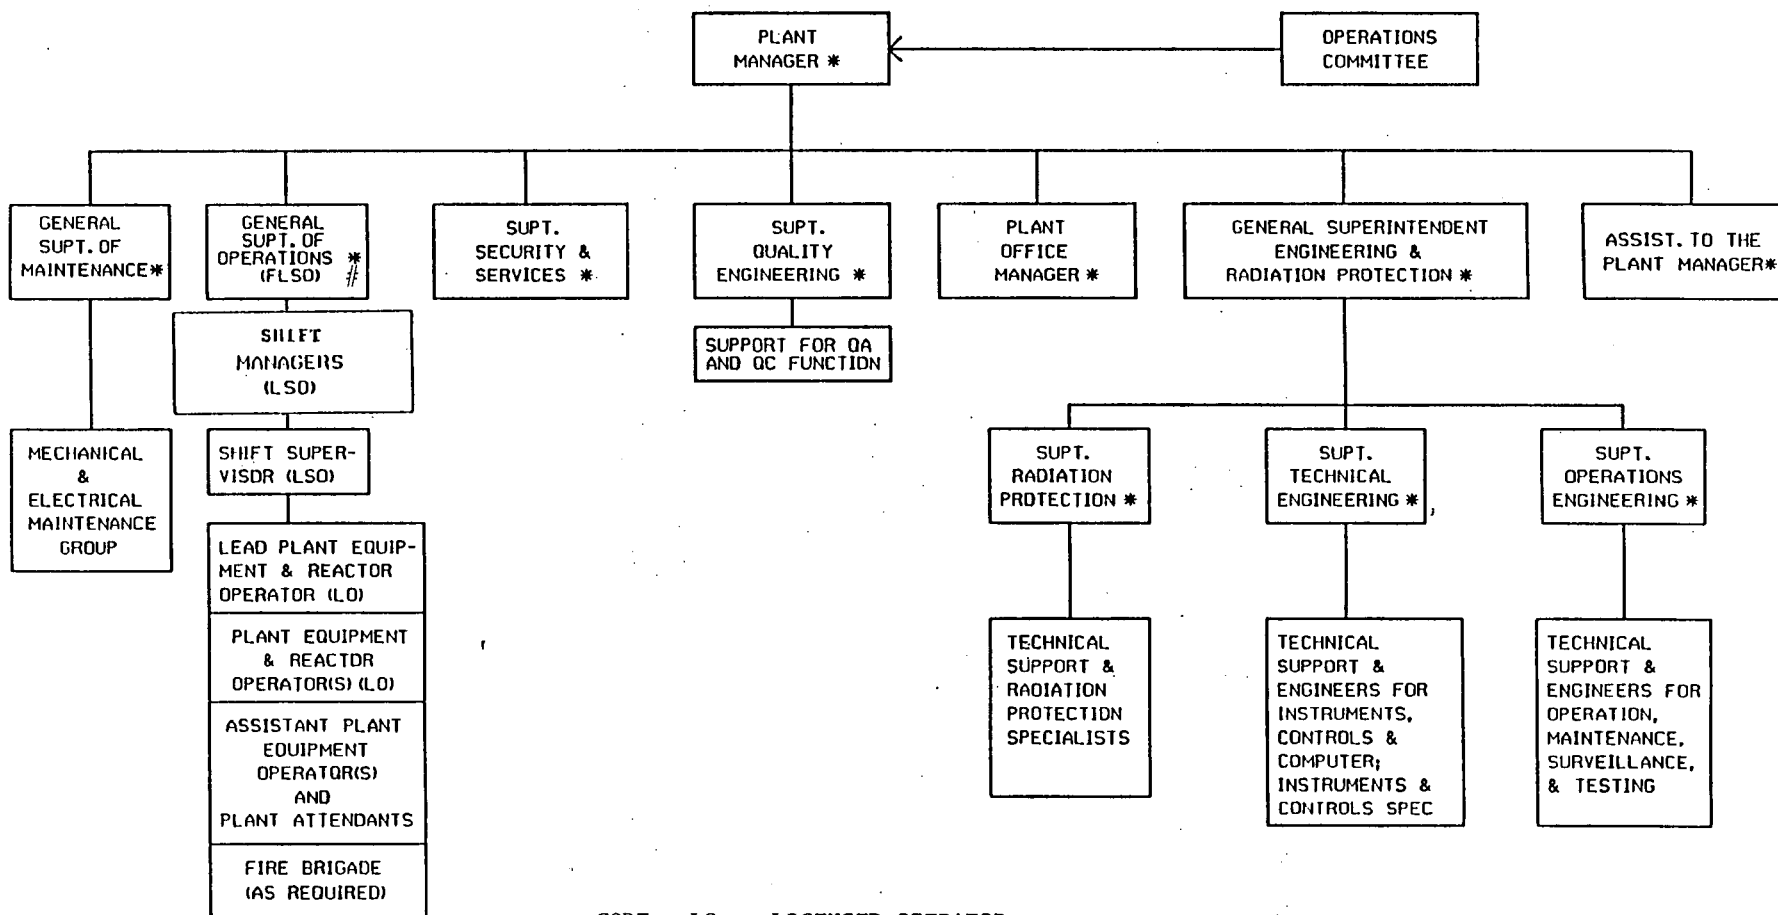 PLANT
MANAGER *
OPERATIONS
COMMITTEE
GENERAL
SUPT. OF
MAINTENANCE*
GENERAL
SUPT. OF
OPERATIONS *
(FLSO) #
SUPT.
SECURITY &
SERVICES *
SUPT.
QUALITY
ENGINEERING *
PLANT
OFFICE
MANAGER *
GENERAL SUPERINTENDENT
ENGINEERING &
RADIATION PROTECTION *
ASSIST. TO THE
PLANT MANAGER*
SHIFT
MANAGERS
(LSO)
SUPPORT FOR QA
AND QC FUNCTION
MECHANICAL
&
ELECTRICAL
MAINTENANCE
GROUP
SHIFT SUPER-
VISOR (LSO)
SUPT.
RADIATION
PROTECTION *
SUPT.
TECHNICAL
ENGINEERING *
SUPT.
OPERATIONS
ENGINEERING *
LEAD PLANT EQUIP-
MENT & REACTOR
OPERATOR (LO)
PLANT EQUIPMENT
& REACTOR
OPERATOR(S) (LO)
ASSISTANT PLANT
EQUIPMENT
OPERATOR(S)
AND
PLANT ATTENDANTS
FIRE BRIGADE
(AS REQUIRED)
TECHNICAL
SUPPORT &
RADIATION
PROTECTION
SPECIALISTS
TECHNICAL
SUPPORT &
ENGINEERS FOR
INSTRUMENTS,
CONTROLS &
COMPUTER;
INSTRUMENTS &
CONTROLS SPEC
TECHNICAL
SUPPORT &
ENGINEERS FOR
OPERATION,
MAINTENANCE,
SURVEILLANCE,
& TESTING